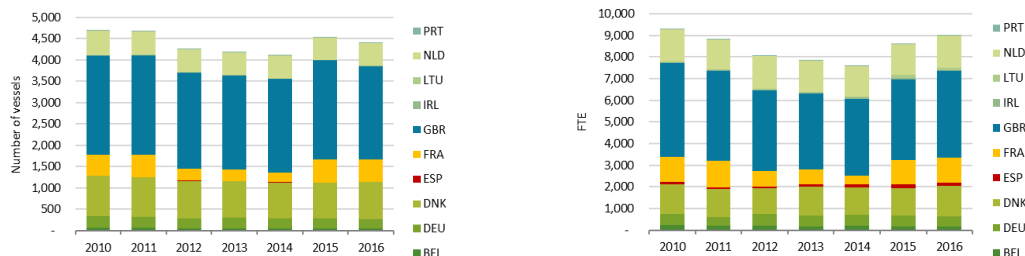 5,000
4,500
4,000
3,500
3,000
2,500
2,000
1,500
1,000
500
-
Number of vessels
2010 2011 2012 2013 2014 2015 2016
PRT
NLD
LTU
IRL
GBR
FRA
ESP
DNK
DEU
BEL
10,000
9,000
8,000
7,000
6,000
5,000
4,000
3,000
2,000
1,000
-
FTE
2010 2011 2012 2013 2014 2015 2016
PRT
NLD
LTU
IRL
GBR
FRA
ESP
DNK
DEU
BEL